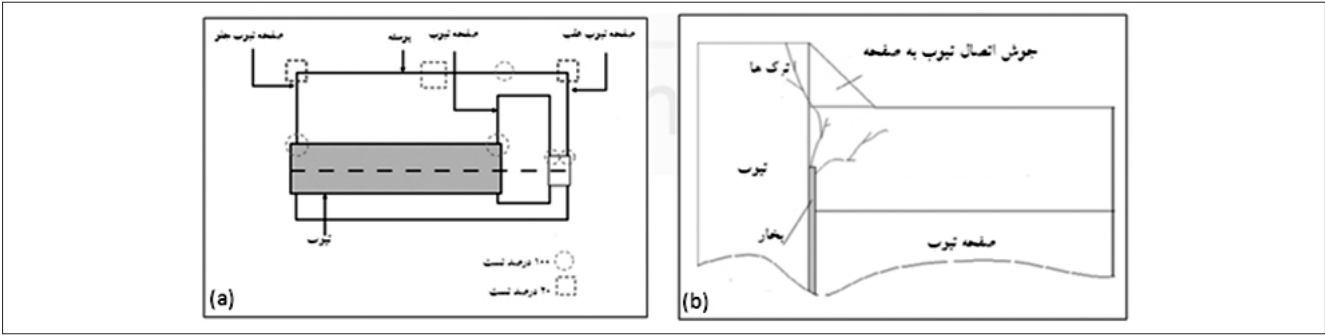 صفحه تیوب جلو
پوسته
صفحه تیوب
صفحه تیوب عقب
تیوب
۱۰۰ درصد تست
۲۰ درصد تست
(a)
جوش اتصال تیوب به صفحه
ترک ها
تیوب
بخار
صفحه تیوب
(b)